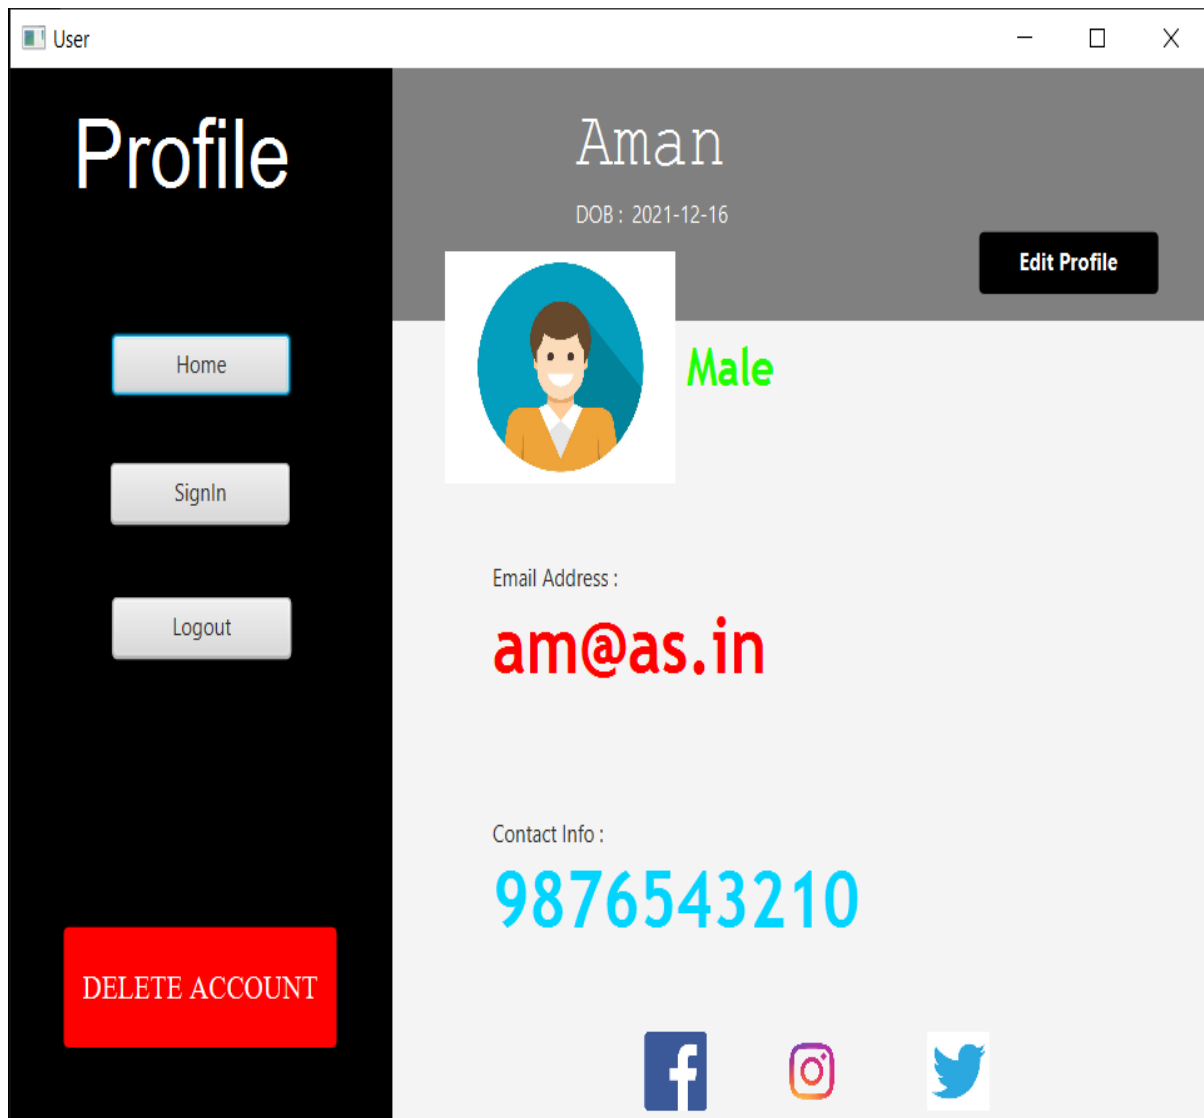 User
Profile
Aman
DOB : 2021-12-16
Edit Profile
Home
Male
SignIn
Email Address :
am@as.in
Logout
Contact Info :
9876543210
DELETE ACCOUNT